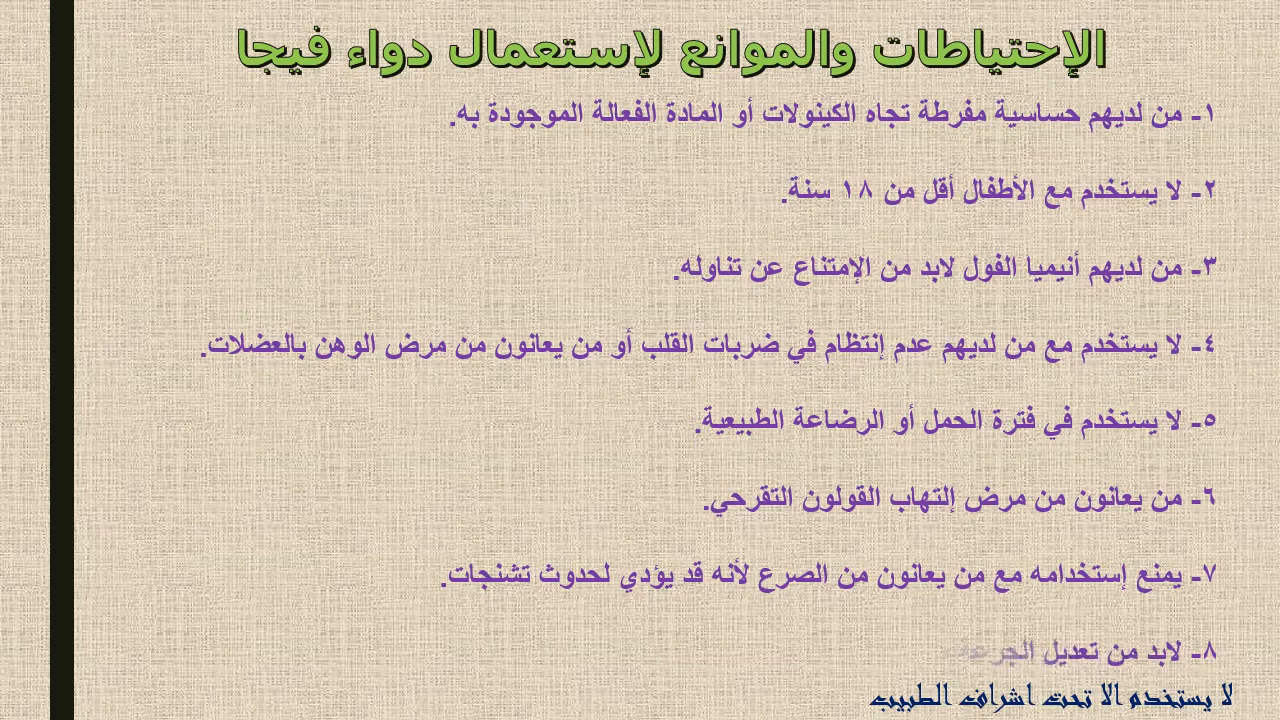 الإحتياطات والموانع لإستعمال دواء فيجا
١- من لديهم حساسية مفرطة تجاه الكينولات أو المادة الفعالة الموجودة به.
٢- لا يستخدم مع الأطفال أقل من ١٨ سنة.
٣- من لديهم أنيميا الفول لابد من الإمتناع عن تناوله.
٤- لا يستخدم مع من لديهم عدم إنتظام في ضربات القلب أو من يعانون من مرض الوهن بالعضلات.
٥- لا يستخدم في فترة الحمل أو الرضاعة الطبيعية.
٦- من يعانون من مرض إلتهاب القولون التقرحي.
٧- يمنع إستخدامه مع من يعانون من الصرع لأنه قد يؤدي لحدوث تشنجات.
٨- لابد من تعديل
لا يستخدم الا تحت اشراف الطبيب